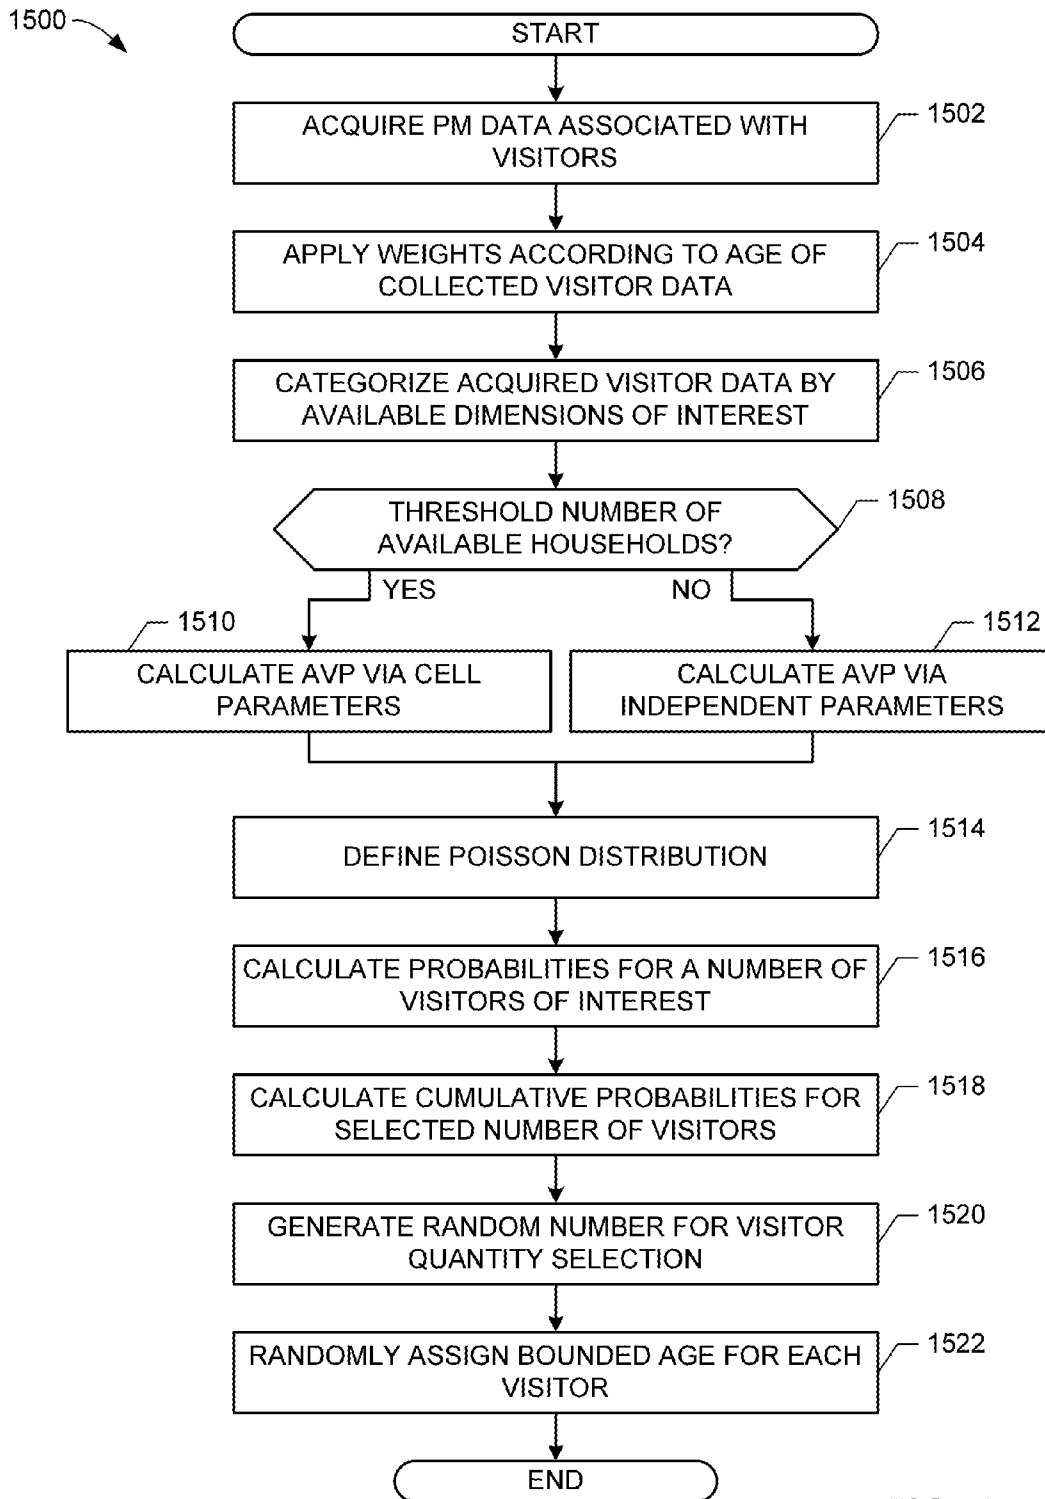 1500
START
ACQUIRE PM DATA ASSOCIATED WITH
VISITORS
1502
APPLY WEIGHTS ACCORDING TO AGE OF
COLLECTED VISITOR DATA
1504
CATEGORIZE ACQUIRED VISITOR DATA BY
AVAILABLE DIMENSIONS OF INTEREST
1506
THRESHOLD NUMBER OF
AVAILABLE HOUSEHOLDS?
1508
YES
NO
1510
CALCULATE AVP VIA CELL
PARAMETERS
1512
CALCULATE AVP VIA
INDEPENDENT PARAMETERS
DEFINE POISSON DISTRIBUTION
1514
CALCULATE PROBABILITIES FOR A NUMBER OF
VISITORS OF INTEREST
1516
CALCULATE CUMULATIVE PROBABILITIES FOR
SELECTED NUMBER OF VISITORS
1518
GENERATE RANDOM NUMBER FOR VISITOR
QUANTITY SELECTION
1520
RANDOMLY ASSIGN BOUNDED AGE FOR EACH
VISITOR
1522
END